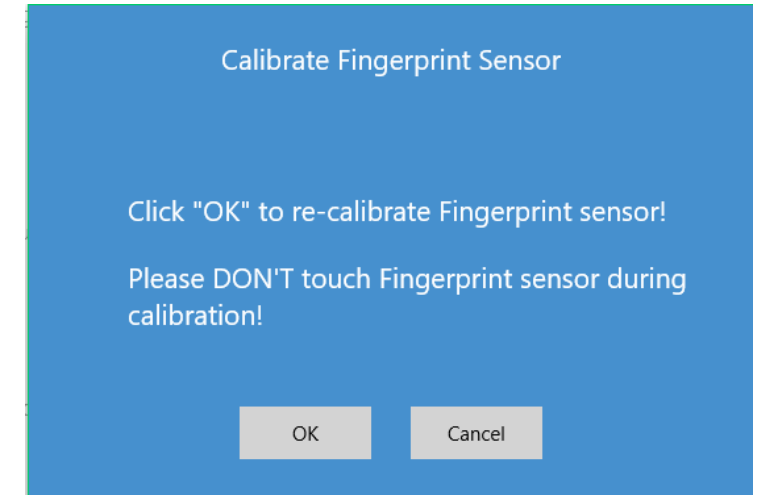 Calibrate Fingerprint Sensor
Click "OK" to re-calibrate Fingerprint sensor!
Please DON'T touch Fingerprint sensor during
calibration!
OK
Cancel